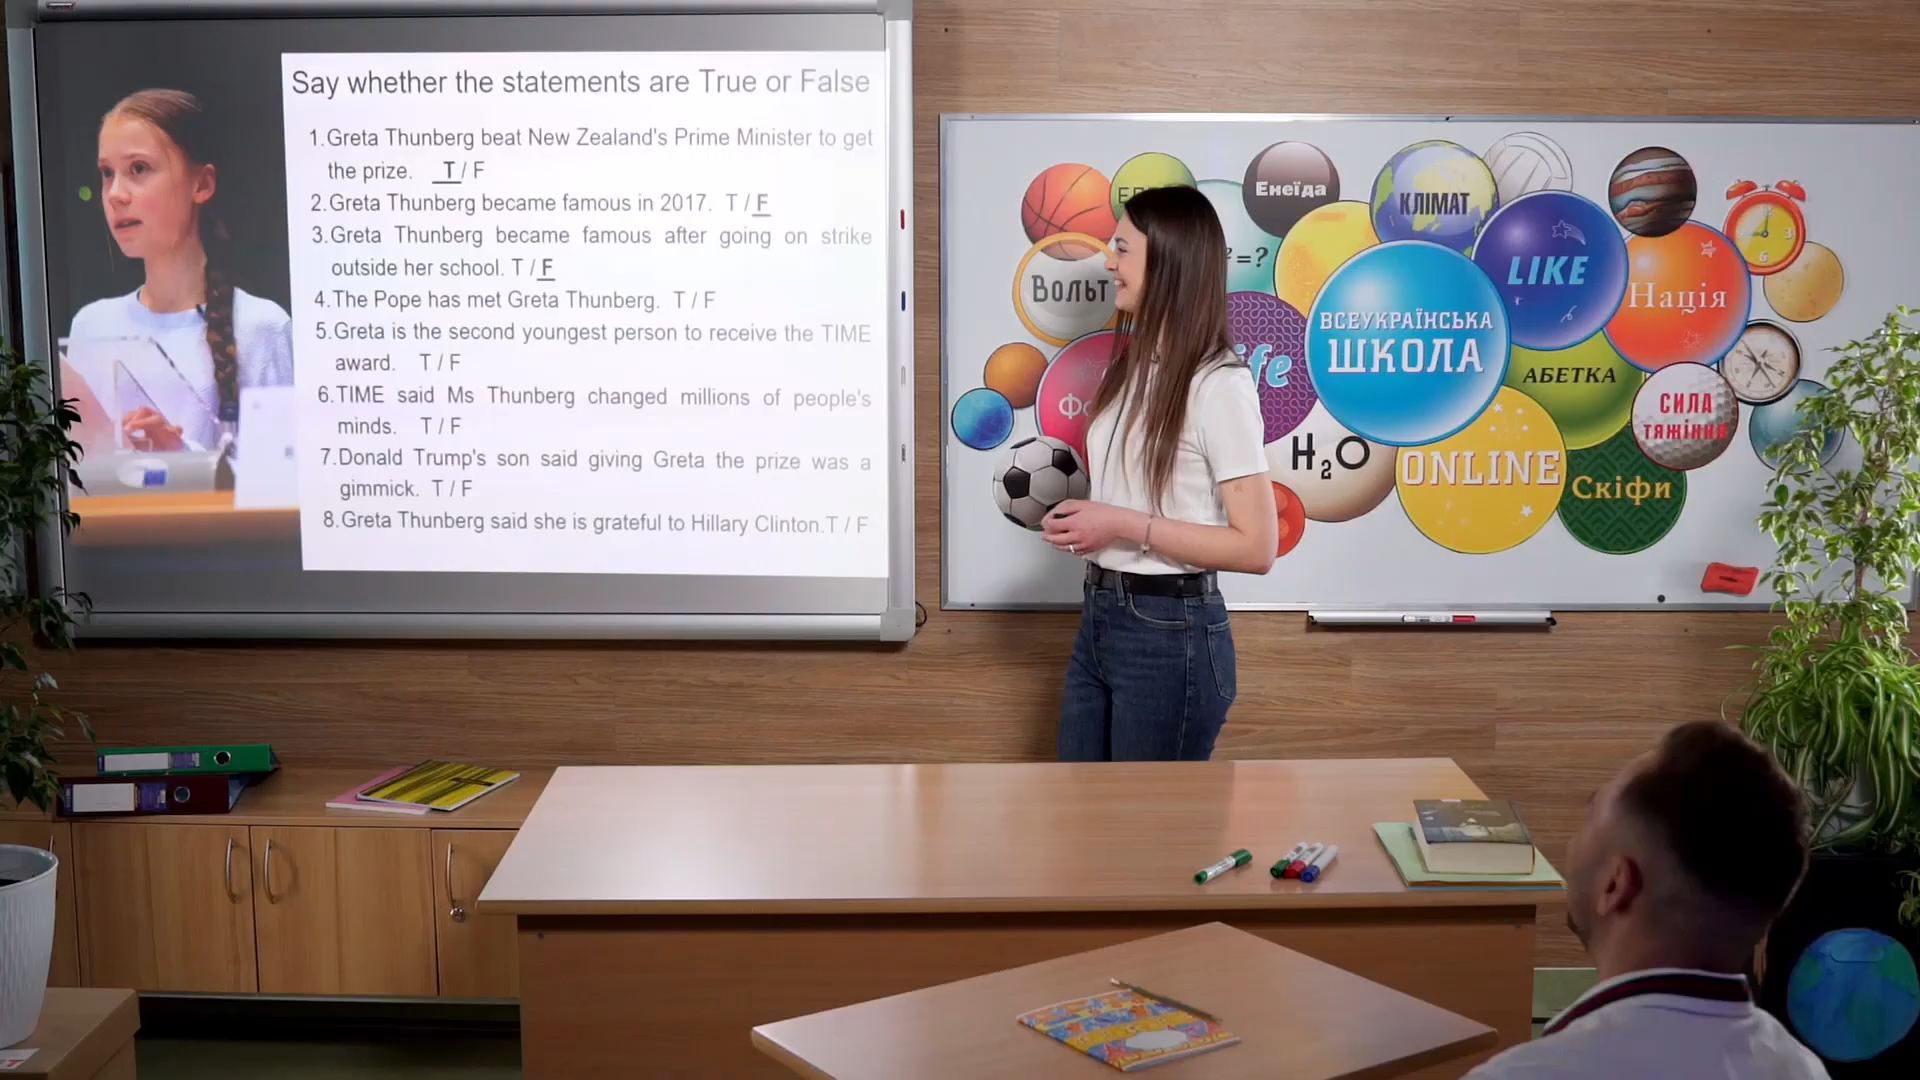 Say whether the statements are True or False
1.Greta Thunberg beat New Zealand's Prime Minister to get
the prize. T / F
2.Greta Thunberg became famous in 2017. T / F
3.Greta Thunberg became famous after going on strike
outside her school. T / F
4.The Pope has met Greta Thunberg. T / F
5.Greta is the second youngest person to receive the TIME
award. T / F
6.TIME said Ms Thunberg changed millions of people's
minds. T / F
7.Donald Trump's son said giving Greta the prize was a
gimmick. T / F
8.Greta Thunberg said she is grateful to Hillary Clinton.T / F
Енеїда
КЛІМАТ
²=?
LIKE
Вольт
Нація
ВСЕУКРАЇНСЬКА
ШКОЛА
АБЕТКА
СИЛА
ТЯЖІННЯ
H₂O
ONLINE
Скіфи